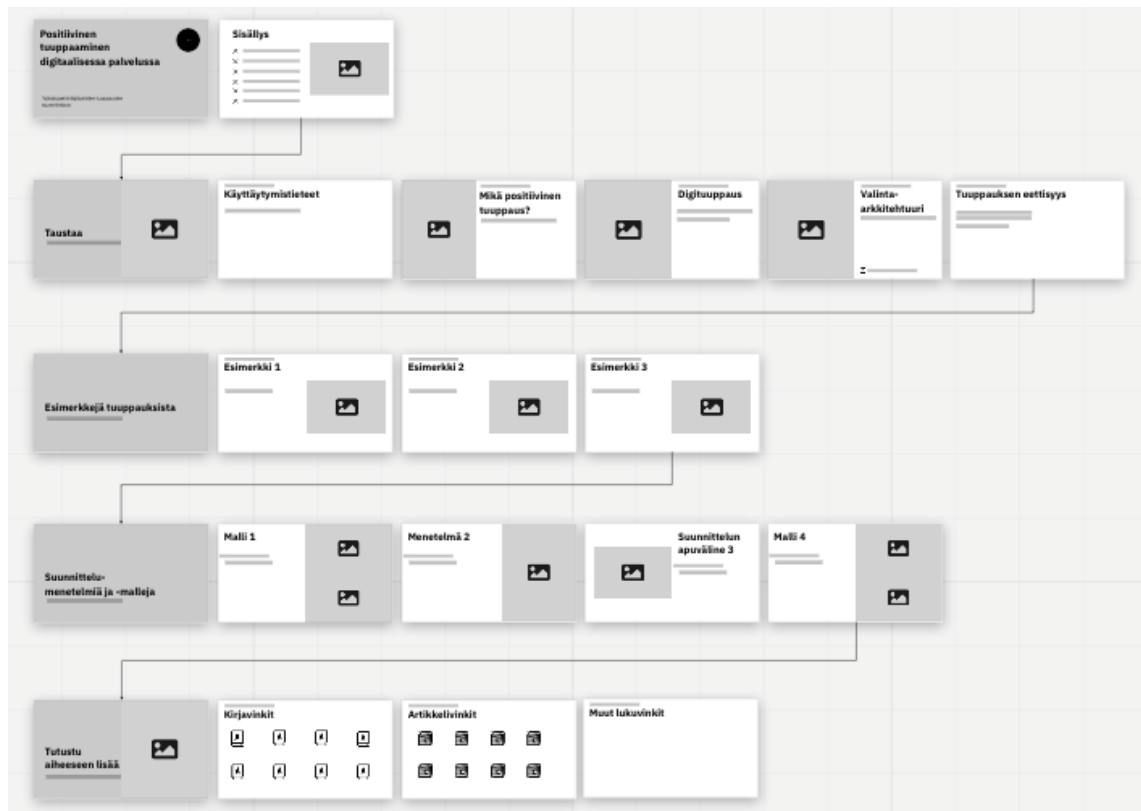 Positiivinen
tuuppaaminen
digitaalisessa palvelussa
Sisällys
Taustaa
Käyttäytymistieteet
Mikä positiivinen
tuuppaus?
Digituuppaus
Valinta-
arkkitehtuuri
Tuuppauksen eettisyys
Esimerkkejä tuuppauksista
Esimerkki 1
Esimerkki 2
Esimerkki 3
Suunnittelu-
menetelmiä ja -malleja
Malli 1
Menetelmä 2
Suunnittelun
apuväline 3
Malli 4
Tutustu
aiheeseen lisää
Kirjavinkit
Artikkelivinkit
Muut lukuvinkit